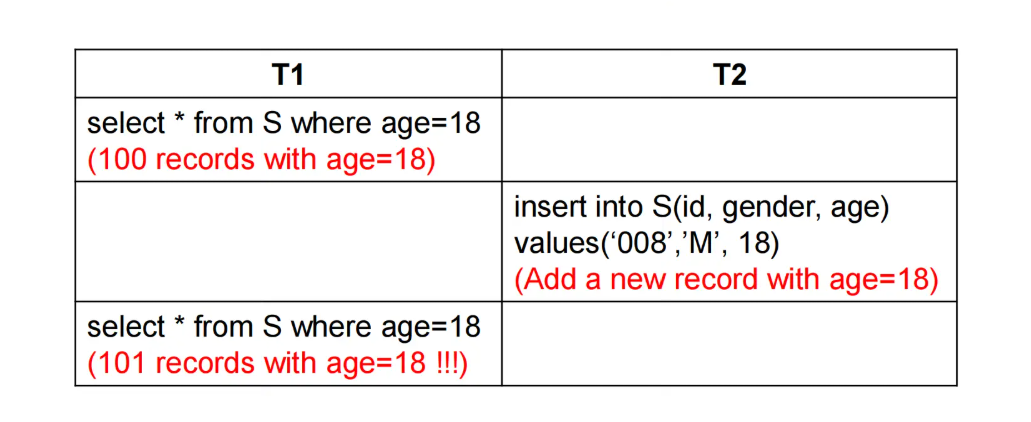 T1
T2
select * from S where age=18
(100 records with age=18)
insert into S(id, gender, age)
values(‘008’,’M’, 18)
(Add a new record with age=18)
select * from S where age=18
(101 records with age=18 !!!)